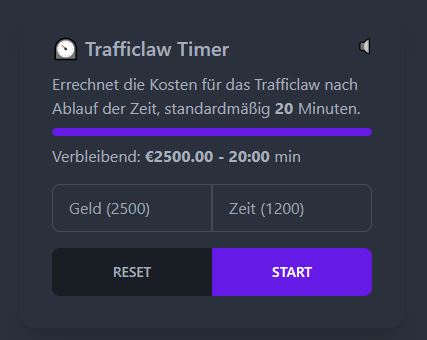 Trafficlaw Timer
Errechnet die Kosten für das Trafficlaw nach
Ablauf der Zeit, standardmäßig 20 Minuten.
Verbleibend: €2500.00 - 20:00 min
Geld (2500) Zeit (1200)
RESET START